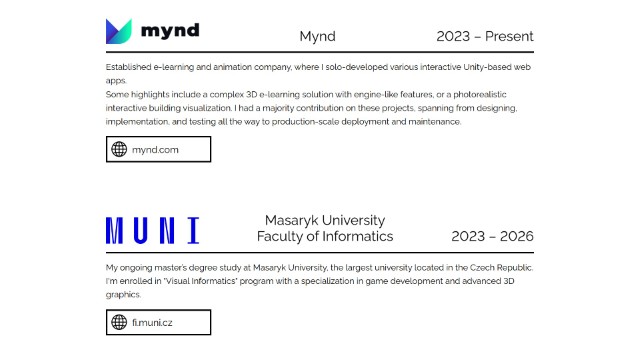 mynd
Mynd
2023 – Present
Established e-learning and animation company, where I solo-developed various interactive Unity-based web
apps.
Some highlights include a complex 3D e-learning solution with engine-like features, or a photorealistic
interactive building visualization. I had a majority contribution on these projects, spanning from designing,
implementation, and testing all the way to production-scale deployment and maintenance.
mynd.com
MUNI
Masaryk University
Faculty of Informatics
2023 – 2026
My ongoing master's degree study at Masaryk University, the largest university located in the Czech Republic.
I'm enrolled in "Visual Informatics" program with a specialization in game development and advanced 3D
graphics.
fi.muni.cz